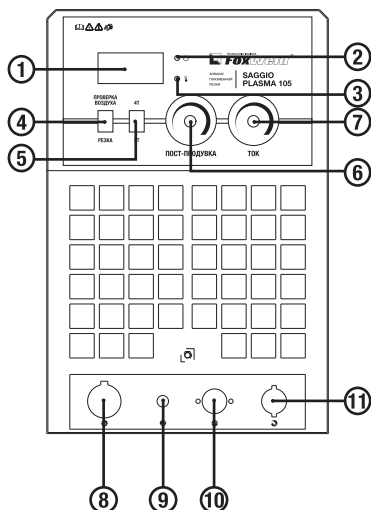 FoxWeld
АППАРАТ
ПЛАЗМЕННОЙ
РЕЗКИ
SAGGIO
PLASMA 105
ПРОВЕРКА
ВОЗДУХА
4T
РЕЗКА
ПОСТ-ПРОДУВКА
ТОК
1
2
3
4
5
6
7
8
9
10
11